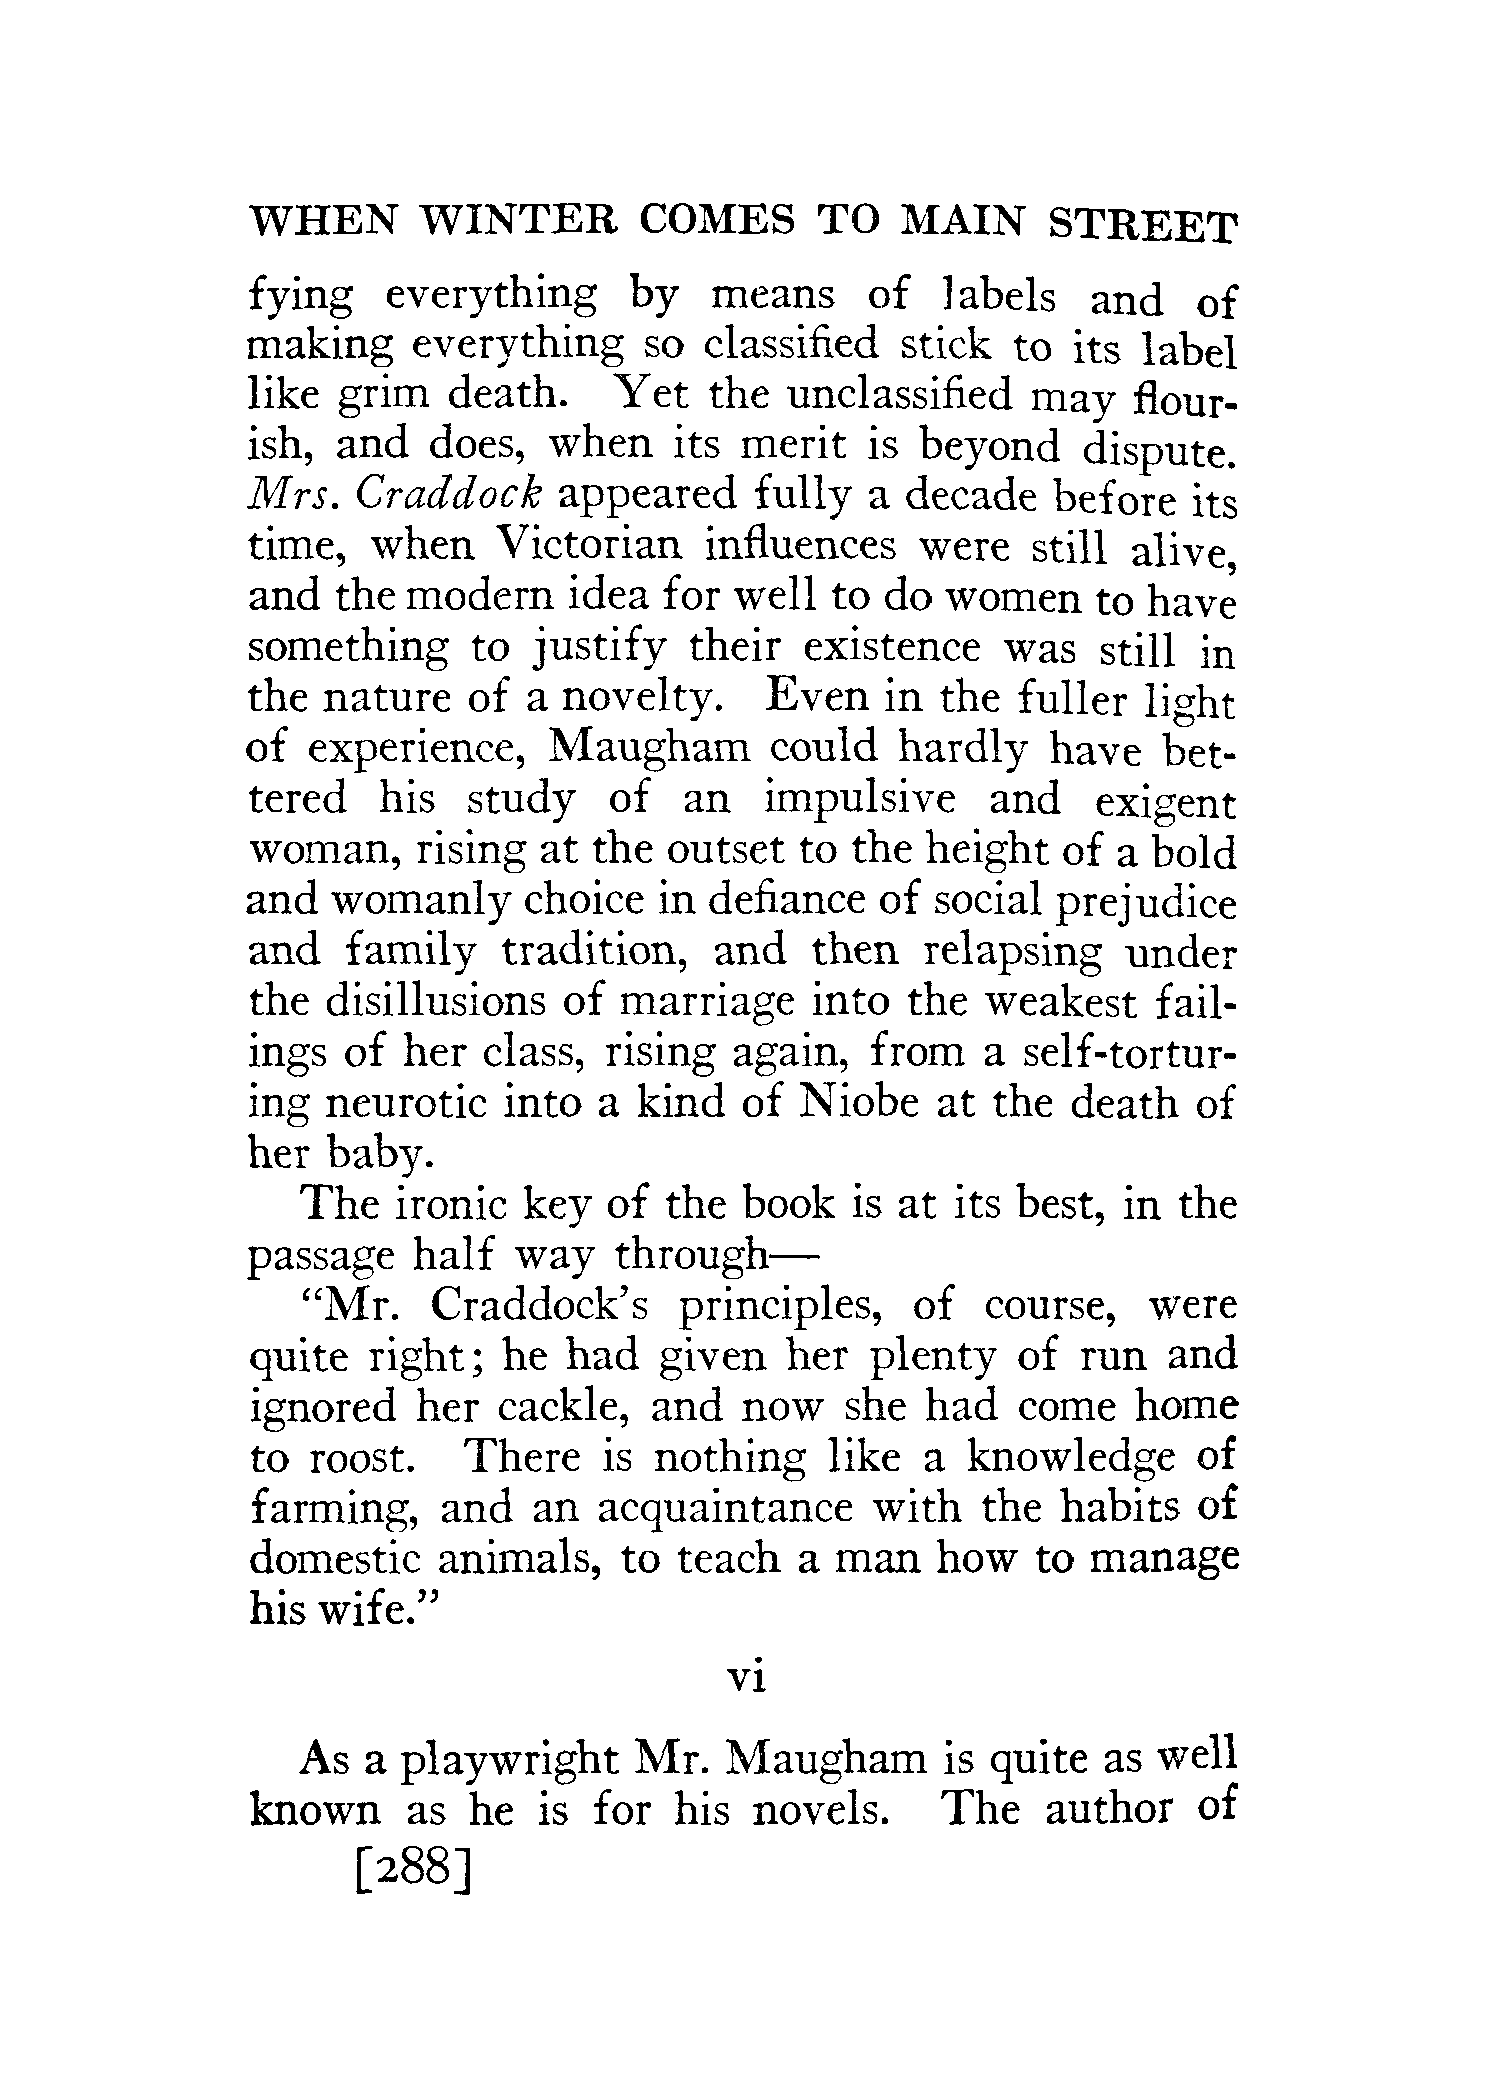 WHEN WINTER COMES TO MAIN STREET
fying everything by means of labels and of
making everything so classified stick to its label
like grim death. Yet the unclassified may flour-
ish, and does, when its merit is beyond dispute.
Mrs. Craddock appeared fully a decade before its
time, when Victorian influences were still alive,
and the modern idea for well to do women to have
something to justify their existence was still in
the nature of a novelty. Even in the fuller light
of experience, Maugham could hardly have bet-
tered his study of an impulsive and exigent
woman, rising at the outset to the height of a bold
and womanly choice in defiance of social prejudice
and family tradition, and then relapsing under
the disillusions of marriage into the weakest fail-
ings of her class, rising again, from a self-tortur-
ing neurotic into a kind of Niobe at the death of
her baby.
The ironic key of the book is at its best, in the
passage half way through—
“Mr. Craddock’s principles, of course, were
quite right; he had given her plenty of run and
ignored her cackle, and now she had come home
to roost. There is nothing like a knowledge of
farming, and an acquaintance with the habits of
domestic animals, to teach a man how to manage
his wife.”
vi
As a playwright Mr. Maugham is quite as well
known as he is for his novels. The author of
[288]